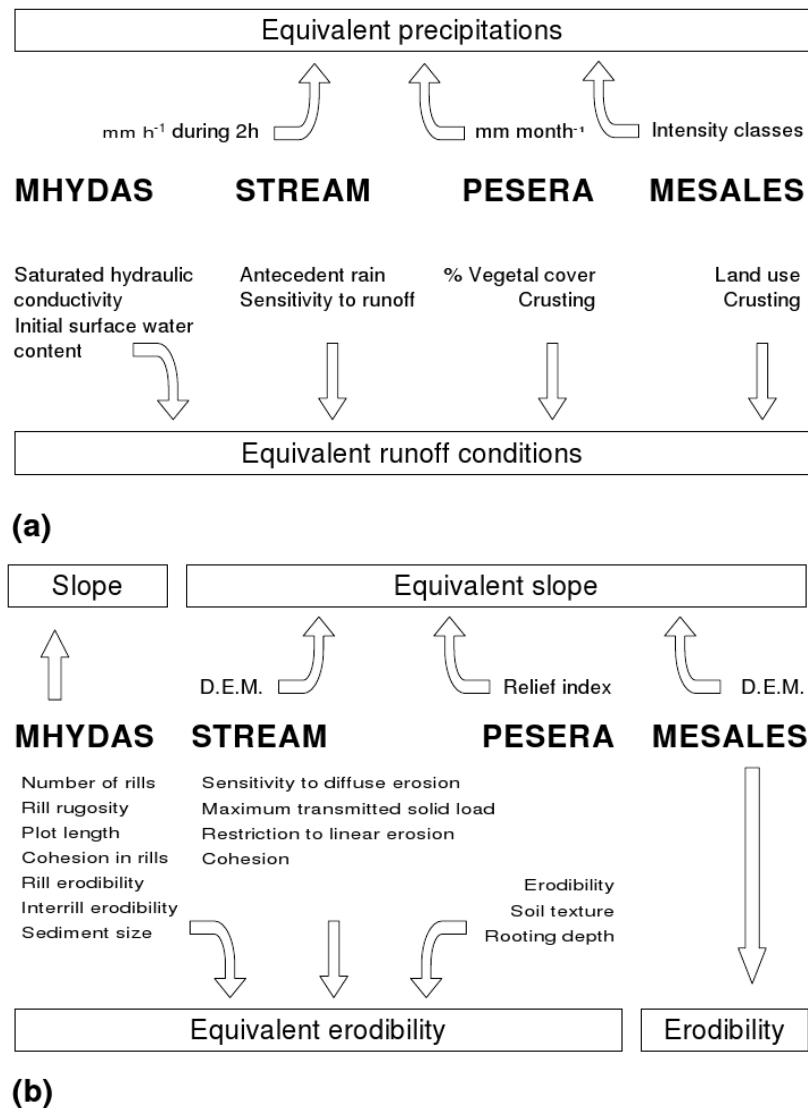 Equivalent precipitations
mm h⁻¹ during 2h
mm month⁻¹
Intensity classes
MHYDAS STREAM PESERA MESALES
Saturated hydraulic
conductivity
Initial surface water
content
Antecedent rain
Sensitivity to runoff
% Vegetal cover
Crusting
Land use
Crusting
Equivalent runoff conditions
(a)
Slope
Equivalent slope
D.E.M.
Relief index
D.E.M.
MHYDAS STREAM PESERA MESALES
Number of rills
Rill rugosity
Plot length
Cohesion in rills
Rill erodibility
Interrill erodibility
Sediment size
Sensitivity to diffuse erosion
Maximum transmitted solid load
Restriction to linear erosion
Cohesion
Erodibility
Soil texture
Rooting depth
Equivalent erodibility
Erodibility
(b)